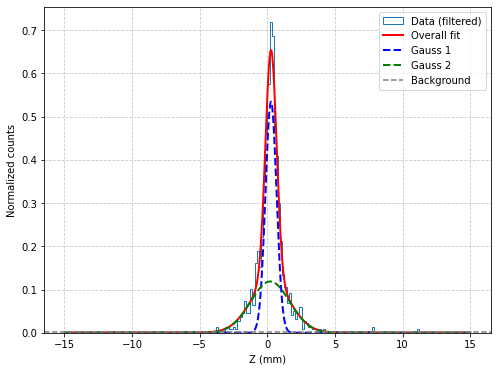 Data (filtered)
Overall fit
Gauss 1
Gauss 2
Background
Normalized counts
0.7
0.6
0.5
0.4
0.3
0.2
0.1
0.0
−15 −10 −5 0 5 10 15
Z (mm)